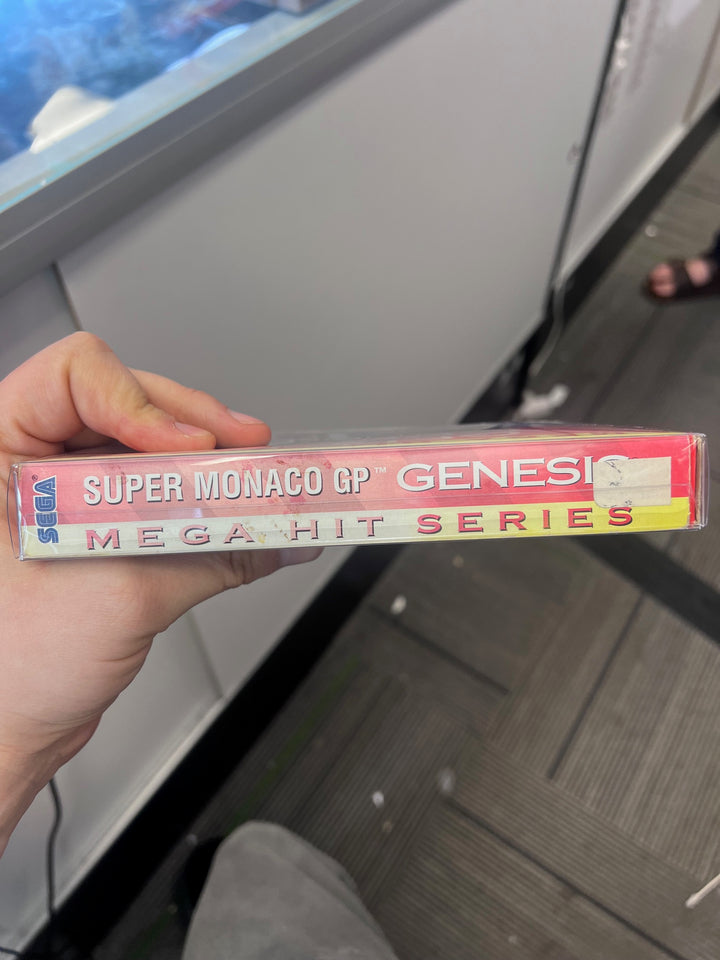 SEGA
SUPER MONACO GP™ GENESIS
MEGA HIT SERIES